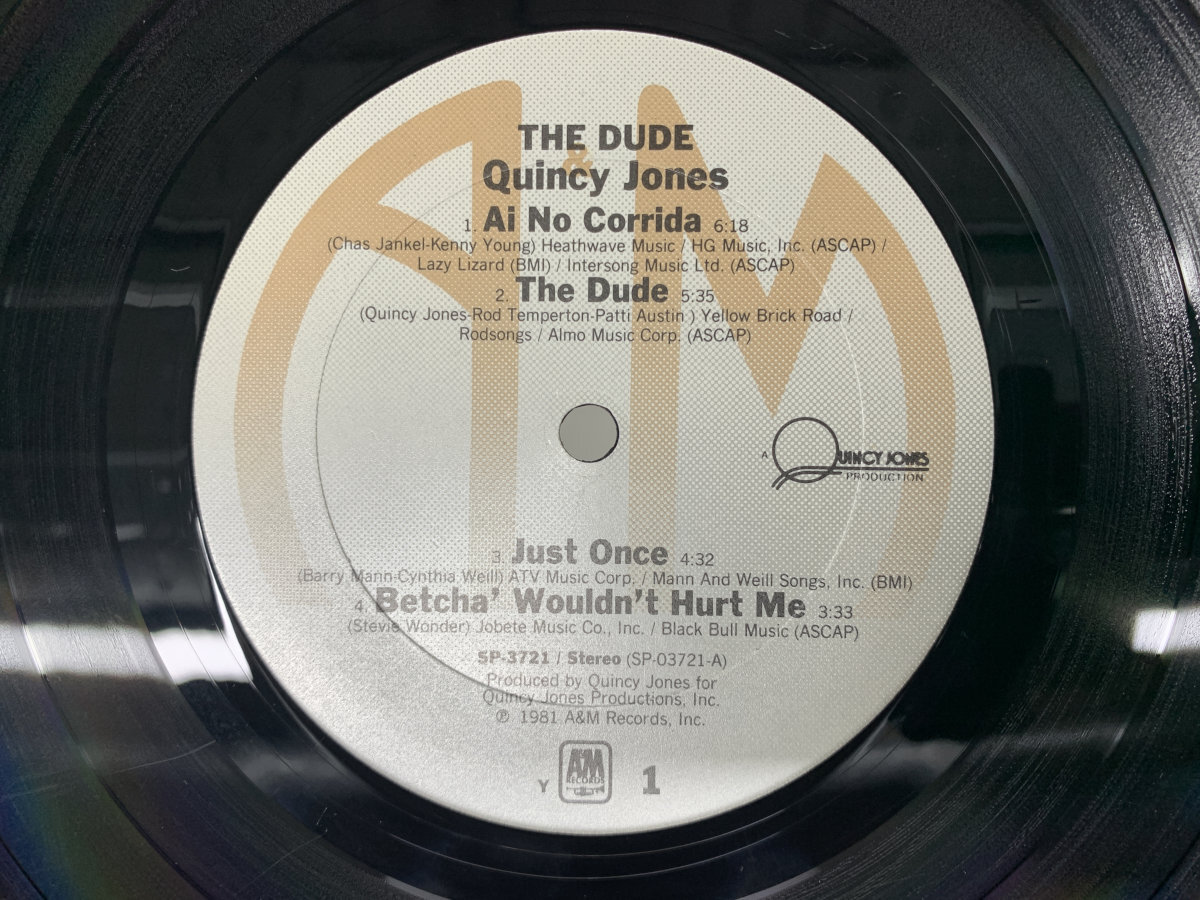 THE DUDE
&
Quincy Jones
1. Ai No Corrida 6:18
(Chas Jankel-Kenny Young) Heathwave Music / HG Music, Inc. (ASCAP) /
Lazy Lizard (BMI) / Intersong Music Ltd. (ASCAP)
2. The Dude 5:35
(Quincy Jones-Rod Temperton-Patti Austin ) Yellow Brick Road /
Rodsongs / Almo Music Corp. (ASCAP)
A QUINCY JONES
PRODUCTION
3. Just Once 4:32
(Barry Mann-Cynthia Weill) ATV Music Corp. / Mann And Weill Songs, Inc. (BMI)
4. Betcha' Wouldn't Hurt Me 3:33
(Stevie Wonder) Jobete Music Co., Inc. / Black Bull Music (ASCAP)
SP-3721 / Stereo (SP-03721-A)
Produced by Quincy Jones for
Quincy Jones Productions, Inc.
℗ 1981 A&M Records, Inc.
A&M
RECORDS
Y 1